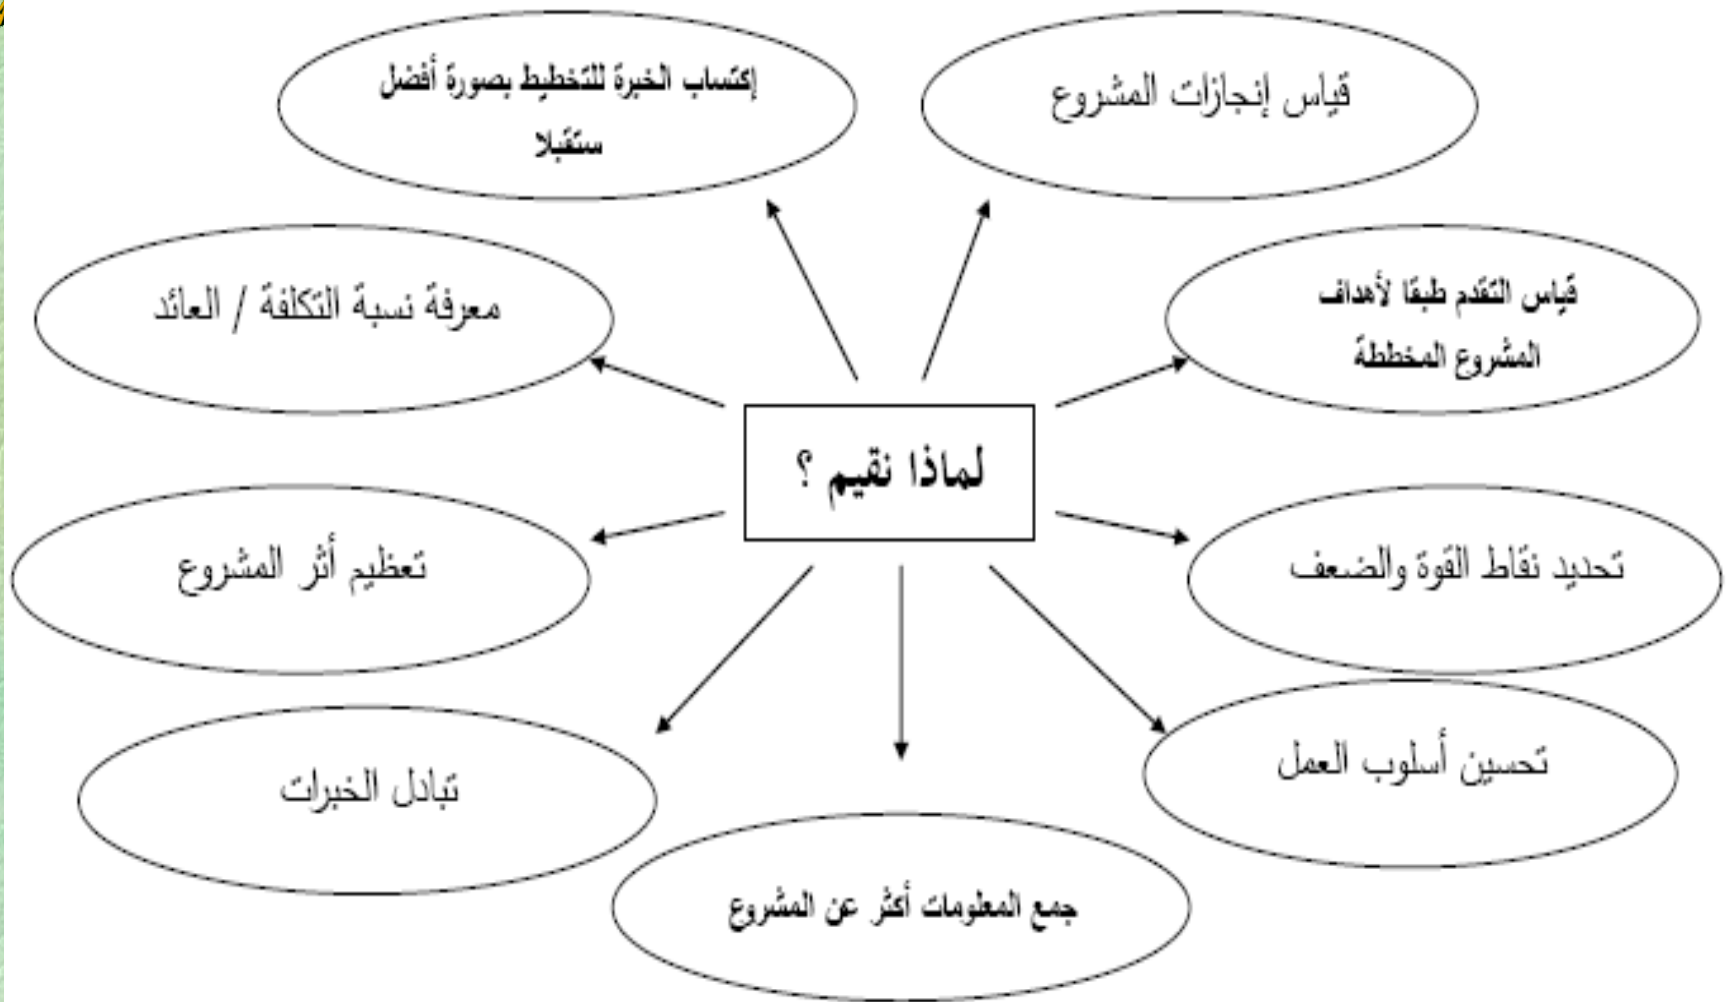 قياس إنجازات المشروع
إكتساب الخبرة للتخطيط بصورة أفضل
ستقبلا
قياس التقدم طبقا لأهداف
المشروع المخططة
معرفة نسبة التكلفة / العائد
لماذا نقيم ؟
تحديد نقاط القوة والضعف
تعظيم أثر المشروع
تحسين أسلوب العمل
تبادل الخبرات
جمع المعلومات أكثر عن المشروع